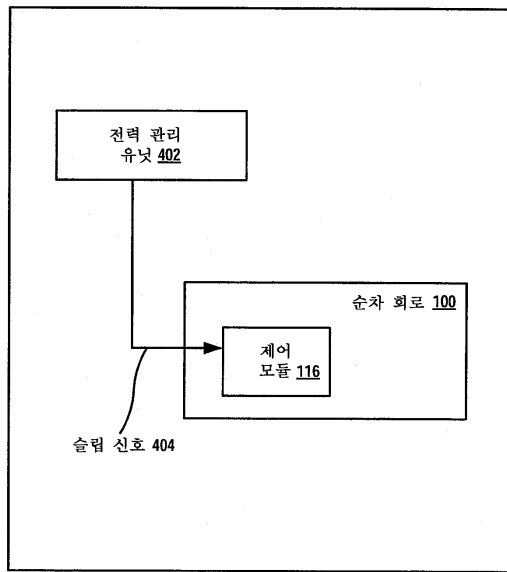 전력 관리
유닛 402
순차 회로 100
제어
모듈 116
슬립 신호 404